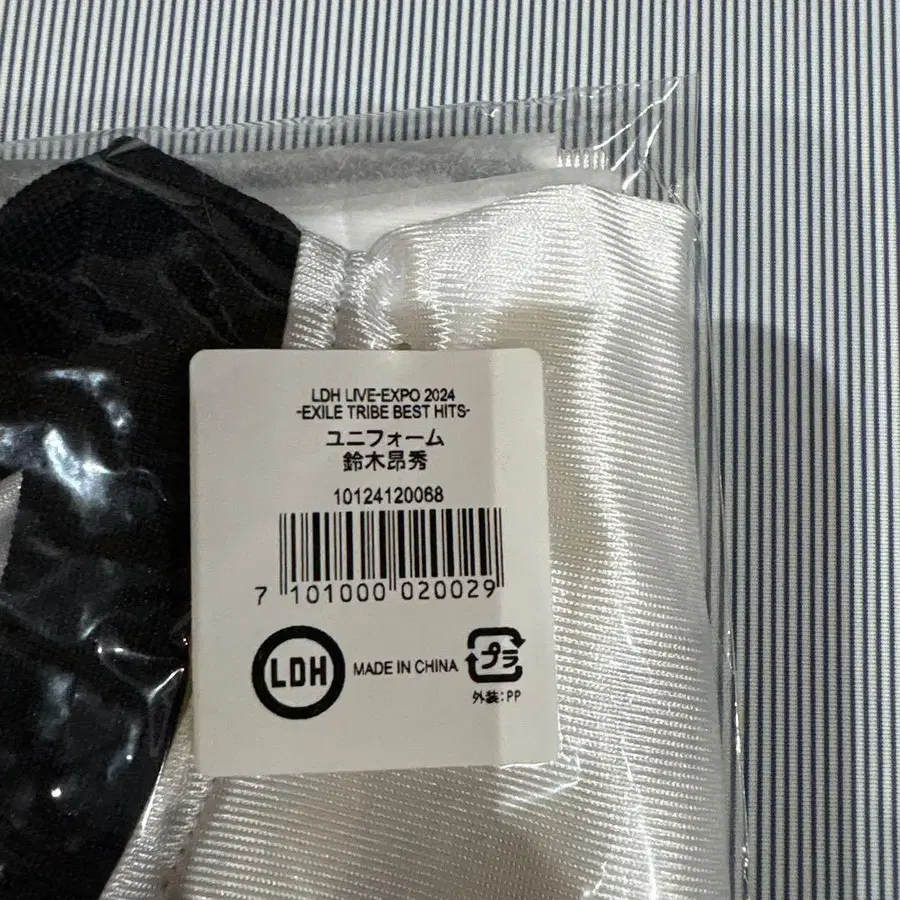 LDH LIVE-EXPO 2024
-EXILE TRIBE BEST HITS-
ユニフォーム
鈴木昂秀
10124120068
7 101000 020029
LDH
MADE IN CHINA
プラ
外装:PP